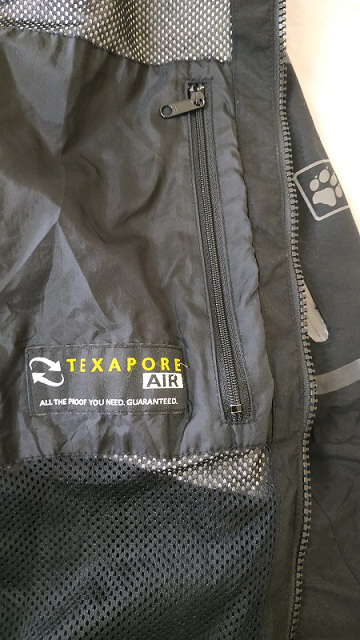 TEXAPORE
AIR
ALL THE PROOF YOU NEED. GUARANTEED.